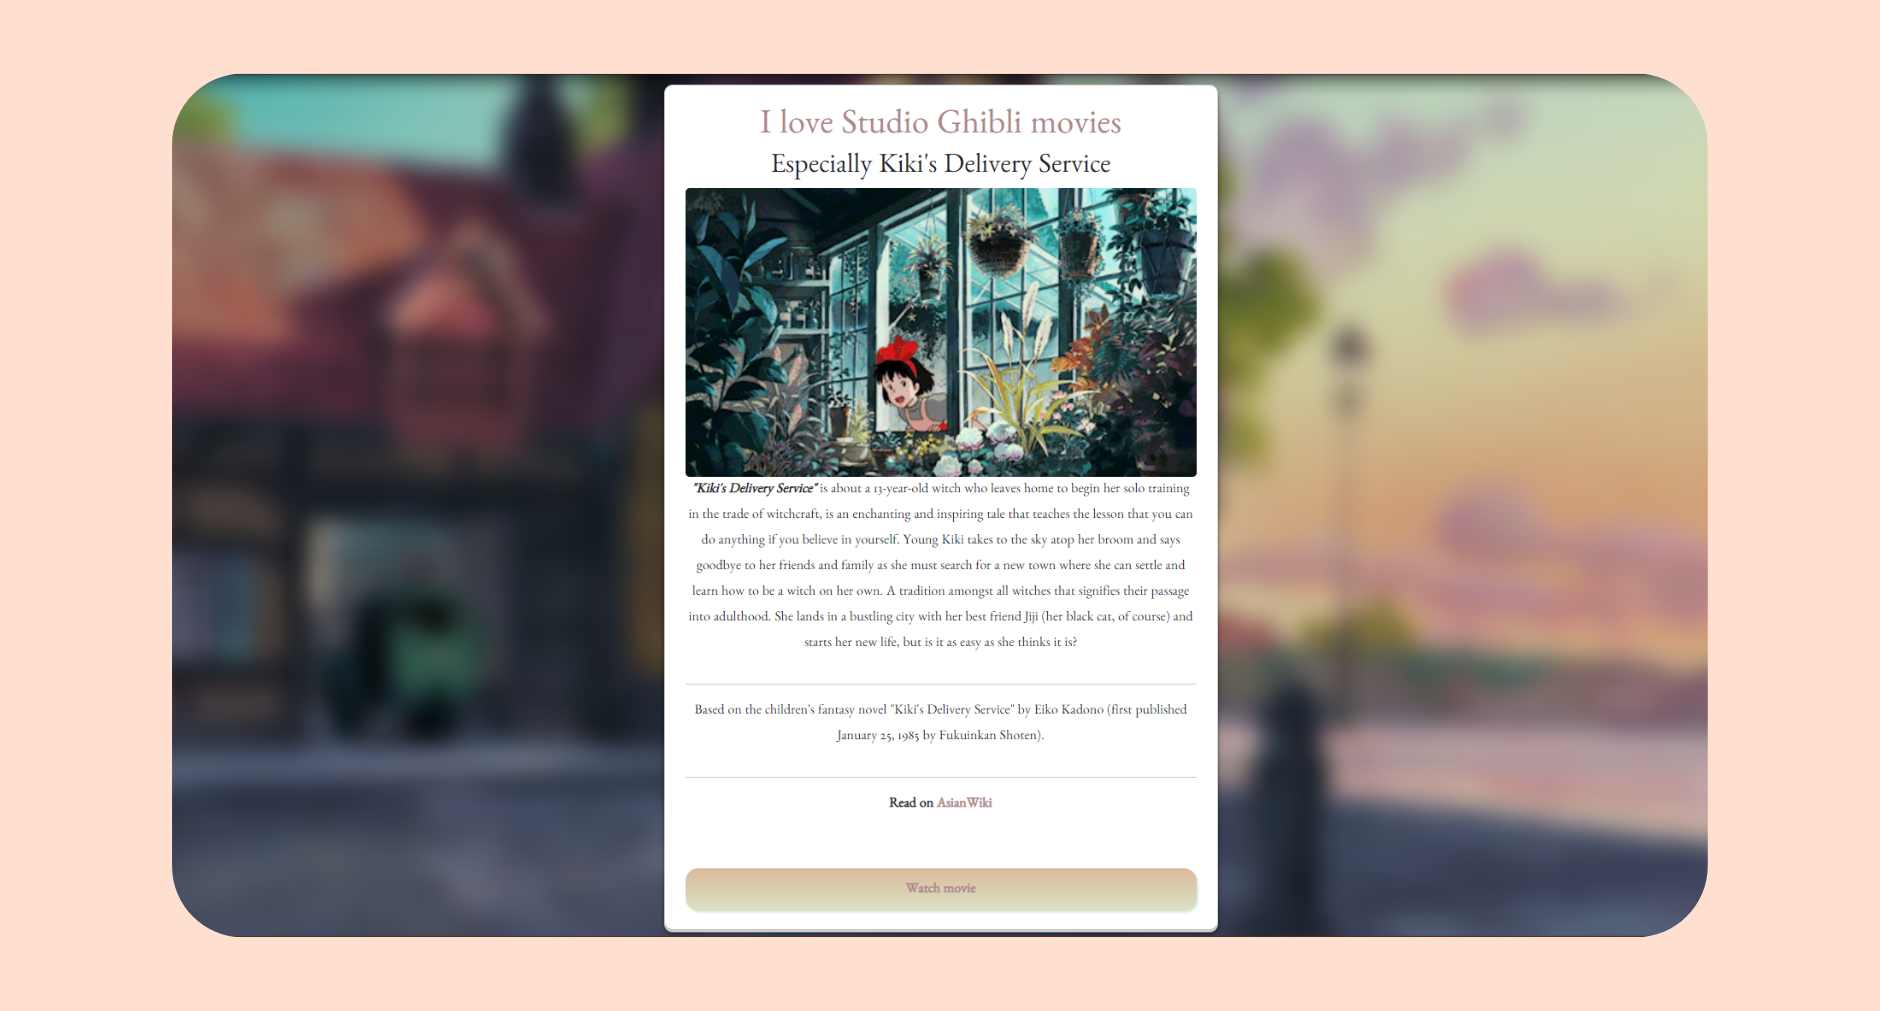 I love Studio Ghibli movies
Especially Kiki's Delivery Service
"Kiki's Delivery Service" is about a 13-year-old witch who leaves home to begin her solo training
in the trade of witchcraft, is an enchanting and inspiring tale that teaches the lesson that you can
do anything if you believe in yourself. Young Kiki takes to the sky atop her broom and says
goodbye to her friends and family as she must search for a new town where she can settle and
learn how to be a witch on her own. A tradition amongst all witches that signifies their passage
into adulthood. She lands in a bustling city with her best friend Jiji (her black cat, of course) and
starts her new life, but is it as easy as she thinks it is?
Based on the children's fantasy novel "Kiki's Delivery Service" by Eiko Kadono (first published
January 25, 1985 by Fukuinkan Shoten).
Read on AsianWiki
Watch movie